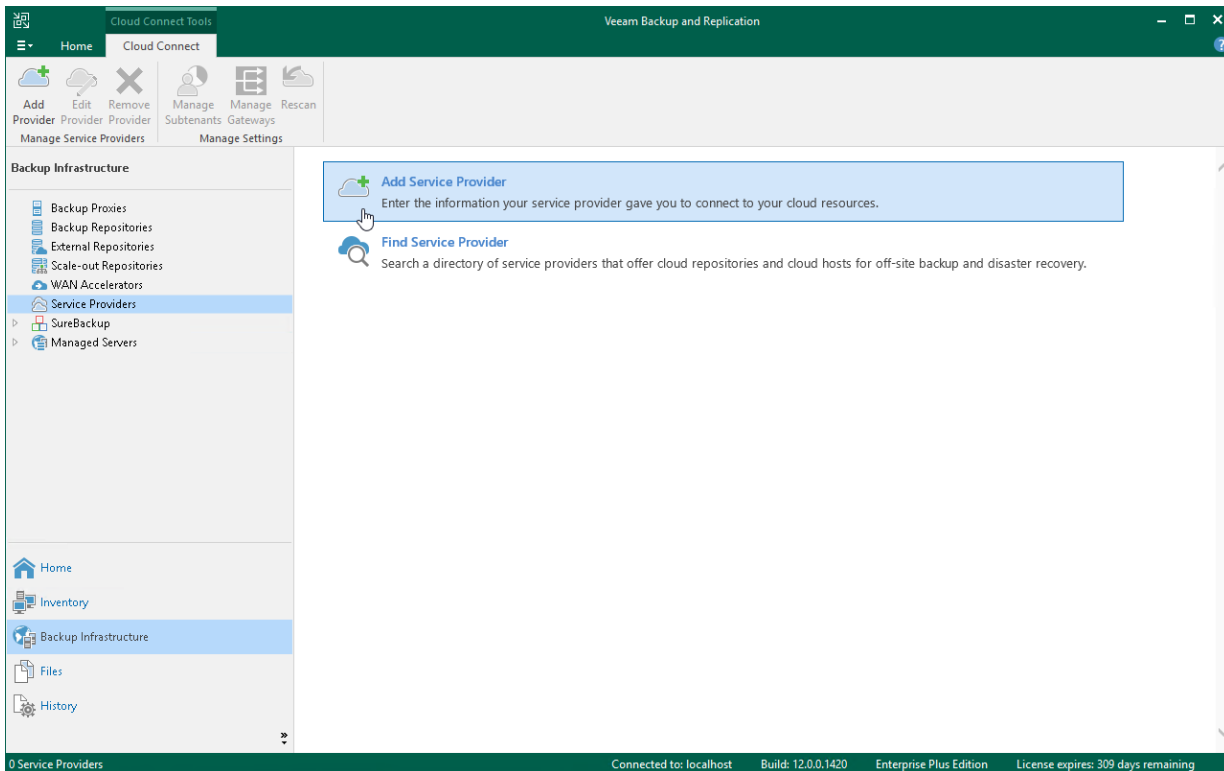 Cloud Connect Tools
Veeam Backup and Replication
Home
Cloud Connect
?
Add Provider
Edit Provider
Remove Provider
Manage Subtenants
Manage Gateways
Rescan
Manage Service Providers
Manage Settings
Backup Infrastructure
Backup Proxies
Backup Repositories
External Repositories
Scale-out Repositories
WAN Accelerators
Service Providers
SureBackup
Managed Servers
Add Service Provider
Enter the information your service provider gave you to connect to your cloud resources.
Find Service Provider
Search a directory of service providers that offer cloud repositories and cloud hosts for off-site backup and disaster recovery.
Home
Inventory
Backup Infrastructure
Files
History
0 Service Providers
Connected to: localhost
Build: 12.0.0.1420
Enterprise Plus Edition
License expires: 309 days remaining